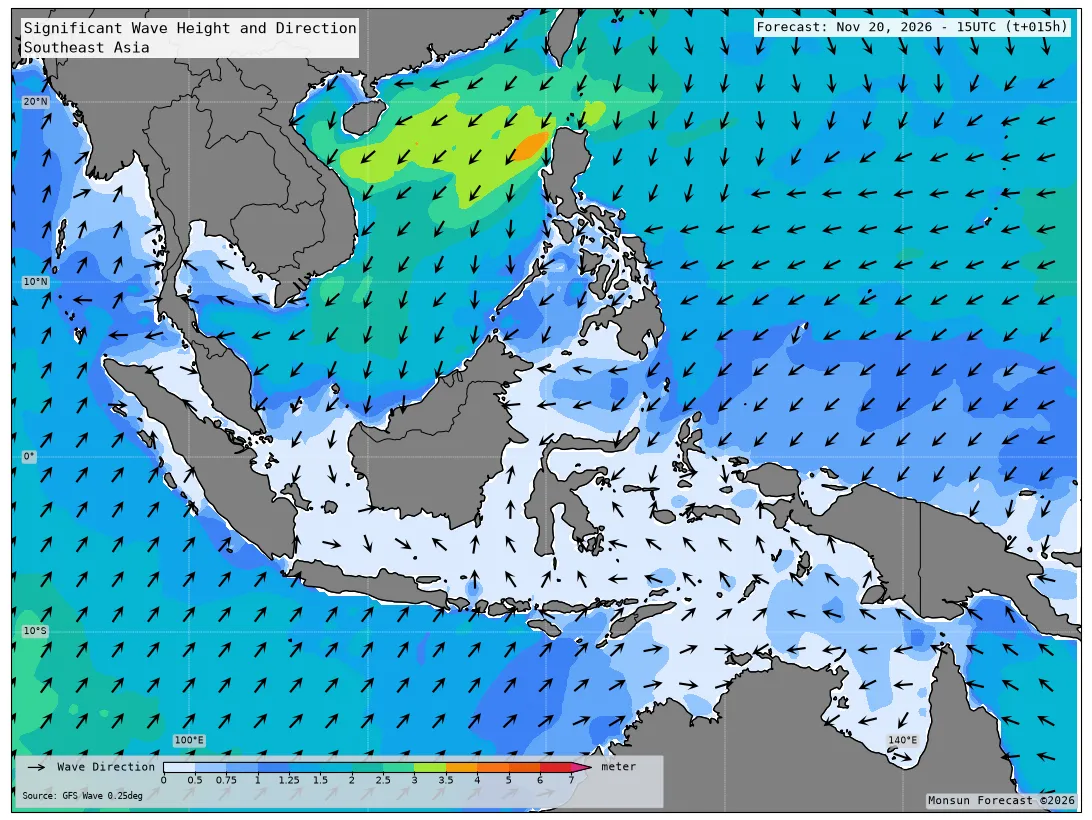 Significant Wave Height and Direction
Southeast Asia
Forecast: Nov 20, 2026 - 15UTC (t+015h)
20°N
10°N
0°
10°S
100°E
140°E
Wave Direction
meter
0 0.5 0.75 1 1.25 1.5 2 2.5 3 3.5 4 5 6 7
Source: GFS Wave 0.25deg
Monsun Forecast ©2026